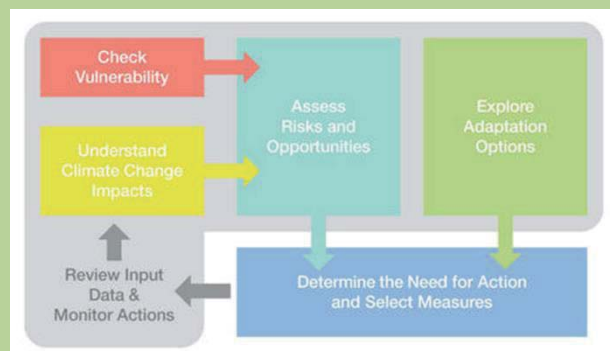 Check
Vulnerability
Understand
Climate Change
Impacts
Assess
Risks and
Opportunities
Explore
Adaptation
Options
Determine the Need for Action
and Select Measures
Review Input
Data &
Monitor Actions